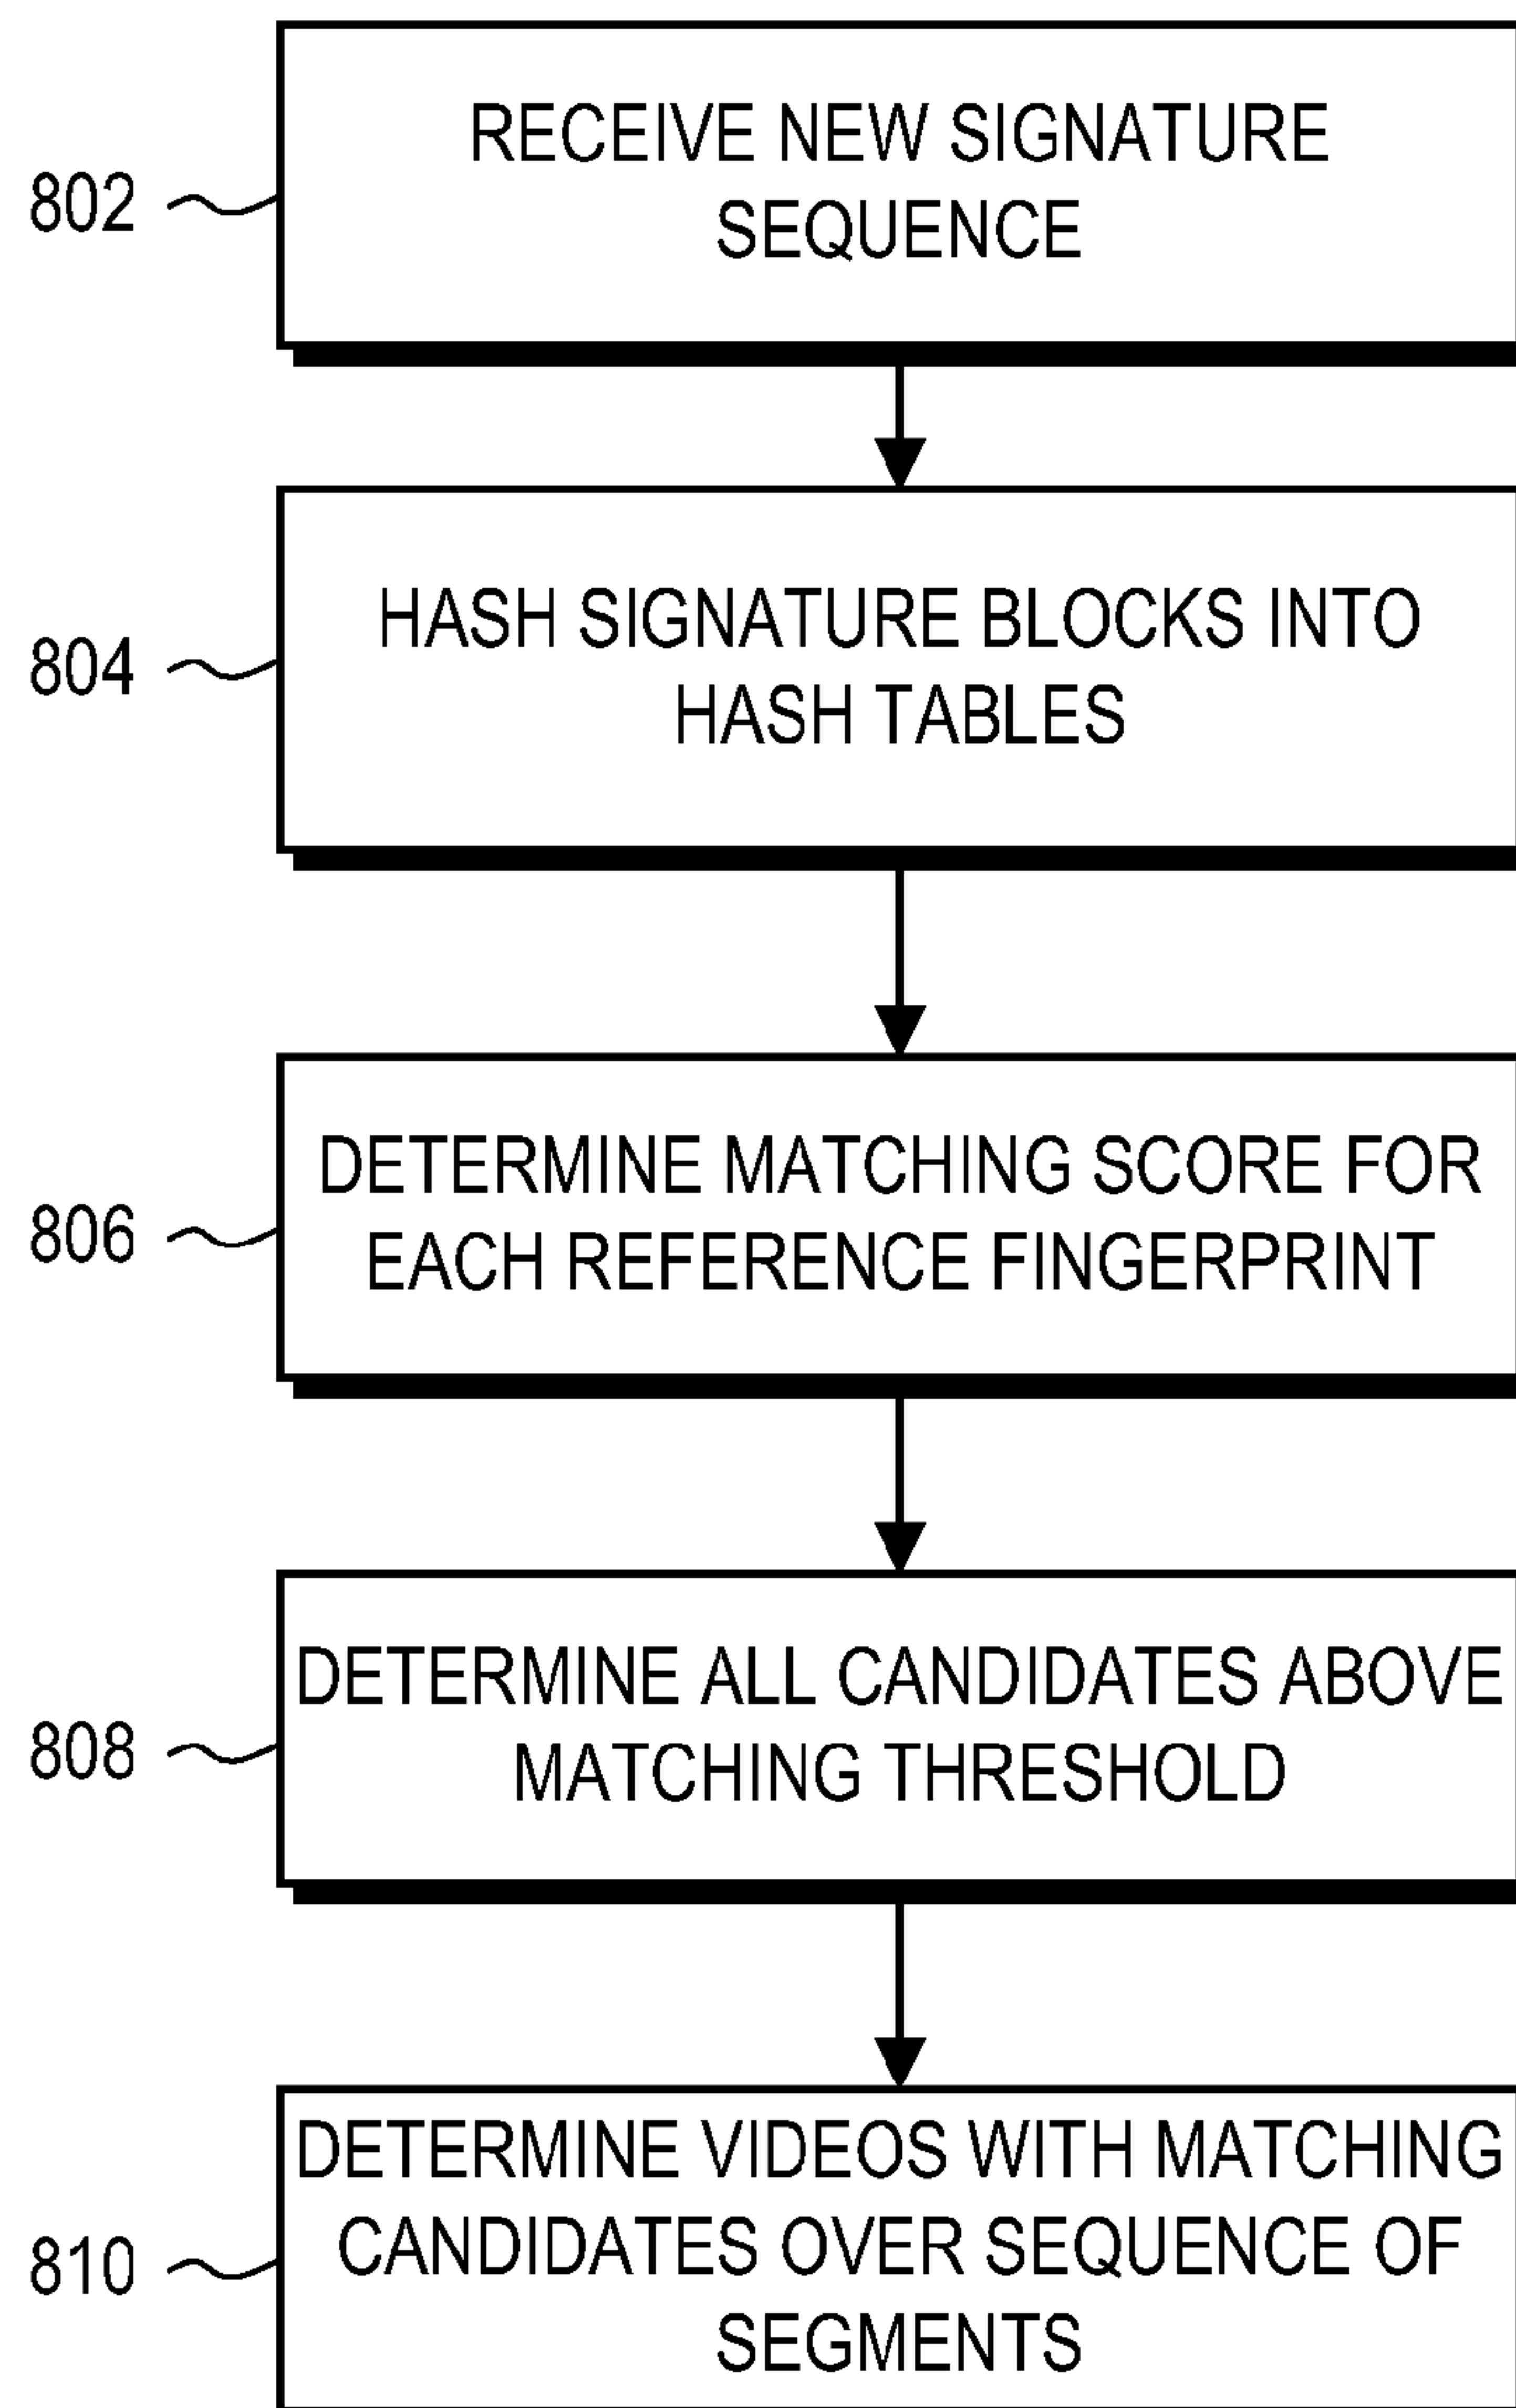 802
RECEIVE NEW SIGNATURE
SEQUENCE
804
HASH SIGNATURE BLOCKS INTO
HASH TABLES
806
DETERMINE MATCHING SCORE FOR
EACH REFERENCE FINGERPRINT
808
DETERMINE ALL CANDIDATES ABOVE
MATCHING THRESHOLD
810
DETERMINE VIDEOS WITH MATCHING
CANDIDATES OVER SEQUENCE OF
SEGMENTS